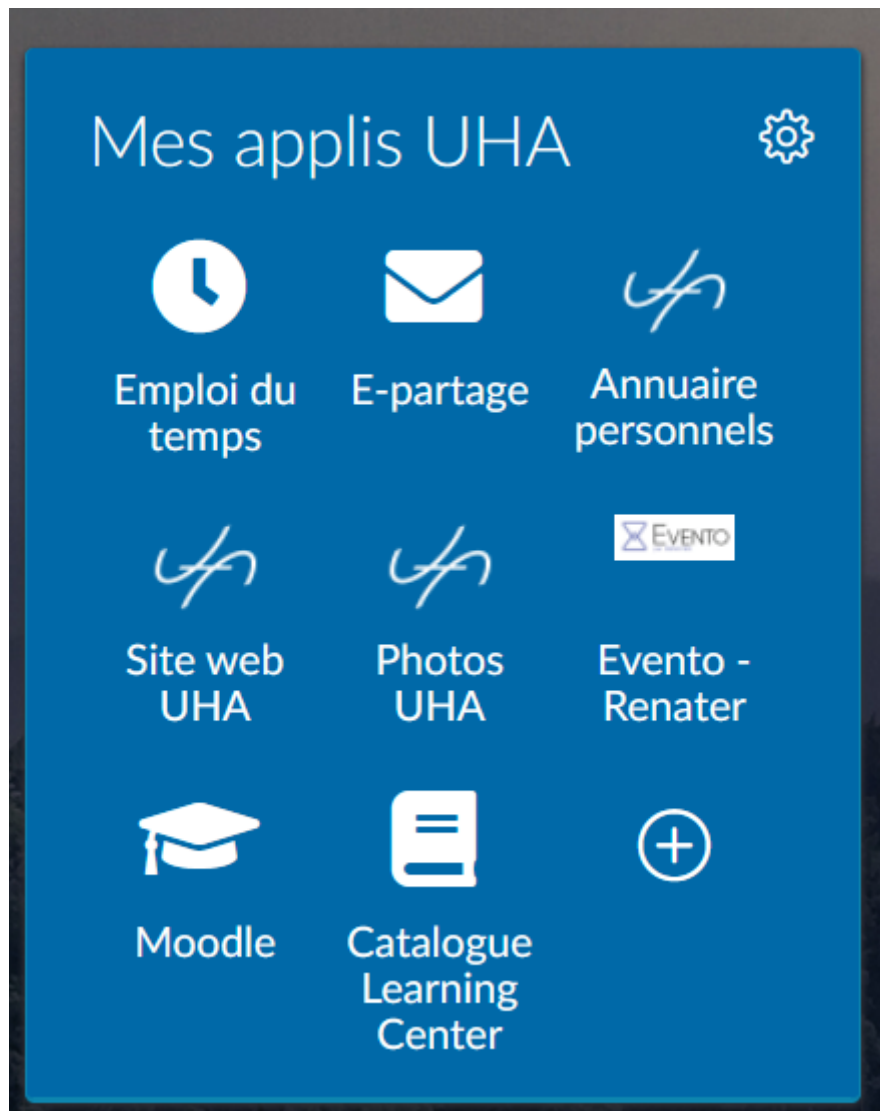 Mes applis UHA
Emploi du
temps
E-partage
Annuaire
personnels
Site web
UHA
Photos
UHA
EVENTO
Evento -
Renater
Moodle
Catalogue
Learning
Center